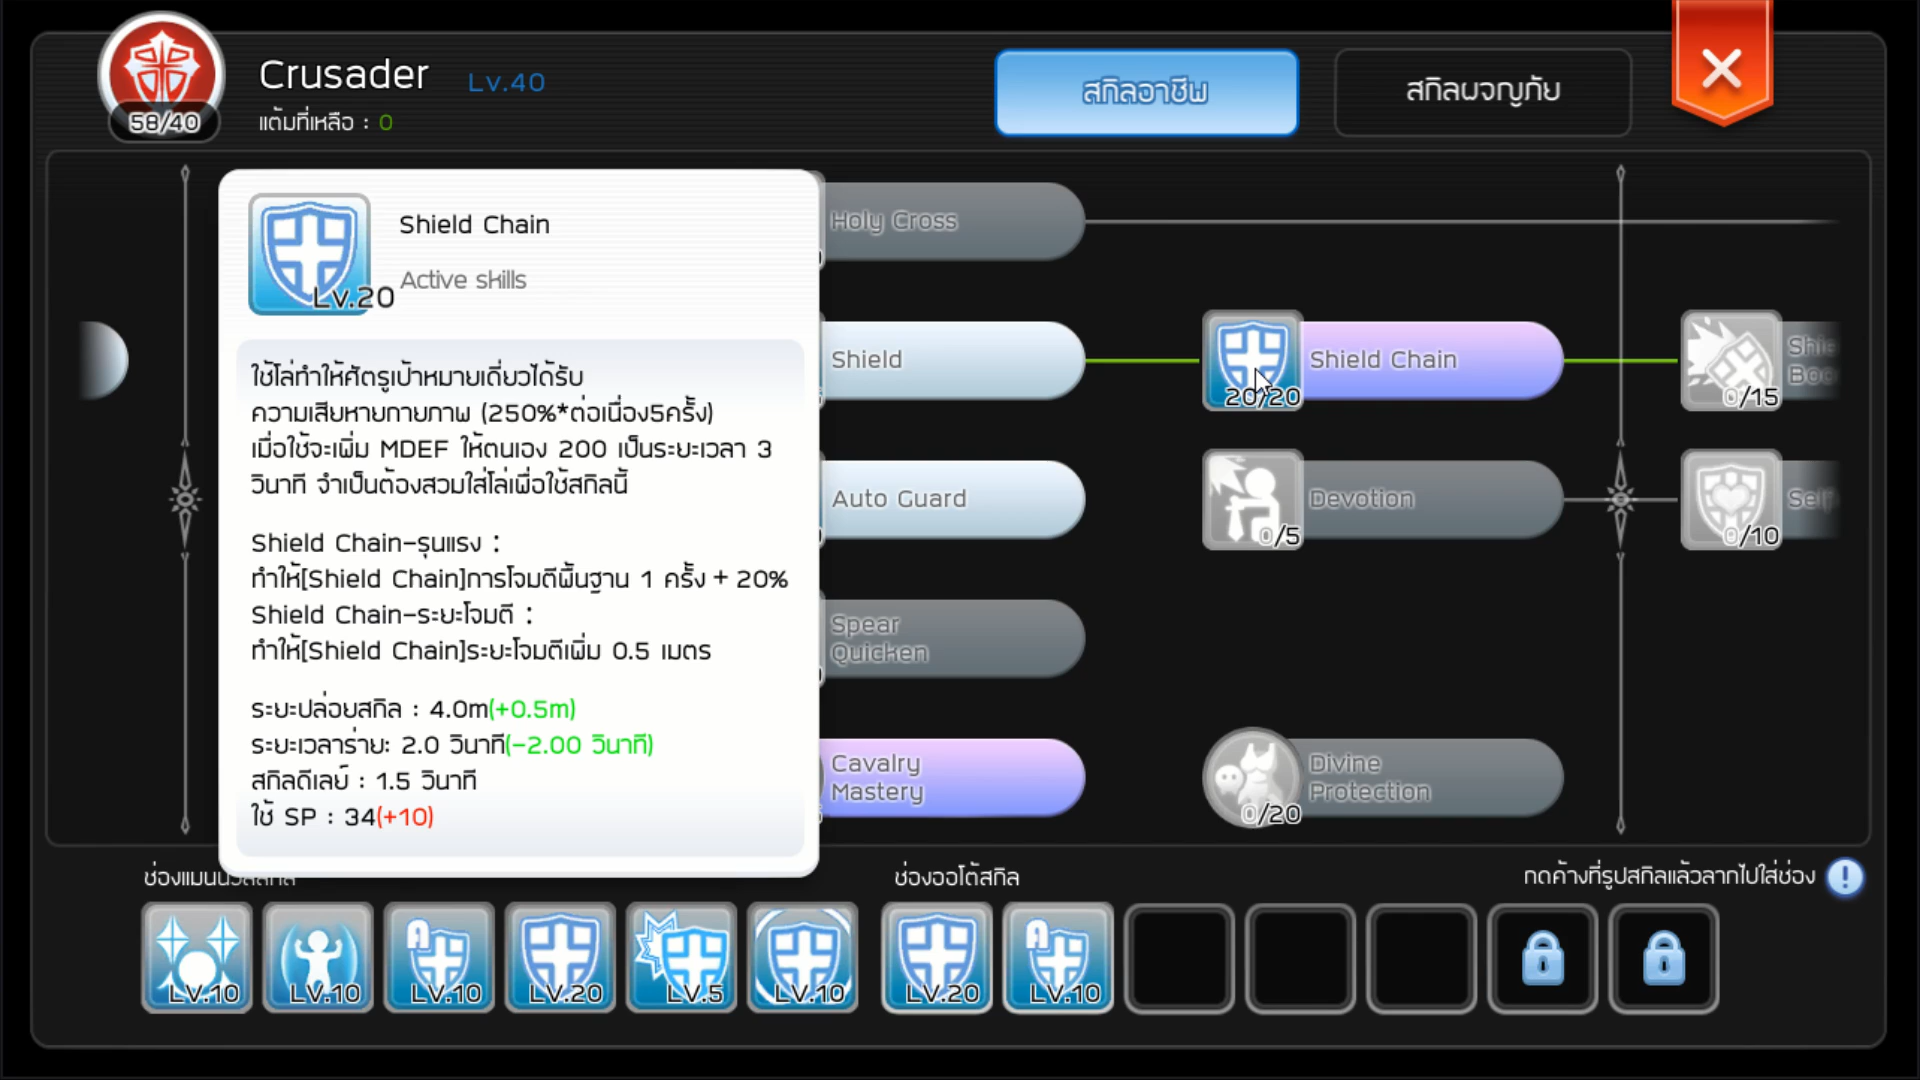 Crusader Lv.40
58/40
แต้มที่เหลือ : 0
สกิลอาชีพ
สกิลผจญภัย
Shield Chain
Active skills
Lv.20
ใช้โล่ทำให้ศัตรูเป้าหมายเดี่ยวได้รับ
ความเสียหายกายภาพ (250%*ต่อเนื่อง5ครั้ง)
เมื่อใช้จะเพิ่ม MDEF ให้ตนเอง 200 เป็นระยะเวลา 3
วินาที จำเป็นต้องสวมใส่โล่เพื่อใช้สกิลนี้
Shield Chain-รุนแรง :
ทำให้[Shield Chain]การโจมตีพื้นฐาน 1 ครั้ง + 20%
Shield Chain-ระยะโจมตี :
ทำให้[Shield Chain]ระยะโจมตีเพิ่ม 0.5 เมตร
ระยะปล่อยสกิล : 4.0m(+0.5m)
ระยะเวลาร่าย: 2.0 วินาที(-2.00 วินาที)
สกิลดีเลย์ : 1.5 วินาที
ใช้ SP : 34(+10)
Holy Cross
Shield
Shield Chain
20/20
0/15
Auto Guard
Devotion
0/5
0/10
Spear
Quicken
Cavalry
Mastery
Divine
Protection
0/20
ช่องออโต้สกิล
กดค้างที่รูปสกิลแล้วลากไปใส่ช่อง
Lv.10 Lv.10 Lv.10 Lv.20 Lv.5 Lv.10 Lv.20 Lv.10